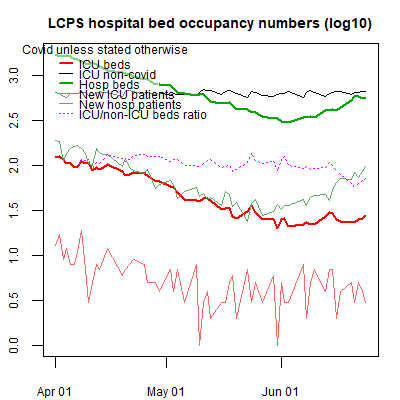 LCPS hospital bed occupancy numbers (log10)
Covid unless stated otherwise
ICU beds
ICU non-covid
Hosp beds
New ICU patients
New hosp patients
ICU/non-ICU beds ratio
3.0
2.5
2.0
1.5
1.0
0.5
0.0
Apr 01 May 01 Jun 01